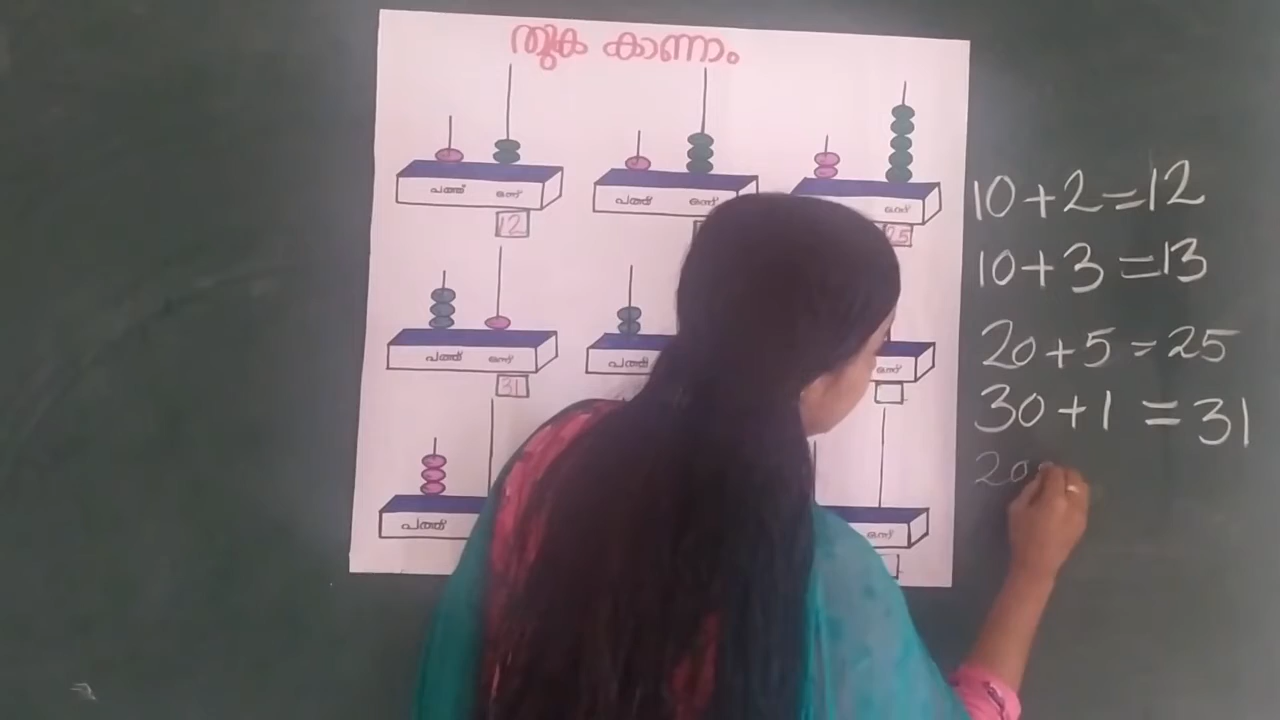 തുക കാണാം
പത്ത് ഒന്ന് പത്ത് ഒന്ന് ഒന്ന്
12 25
പത്ത് ഒന്ന് ഒന്ന്
31
പത്ത് ഒന്ന്
10+2=12
10+3=13
20+5=25
30+1=31
20